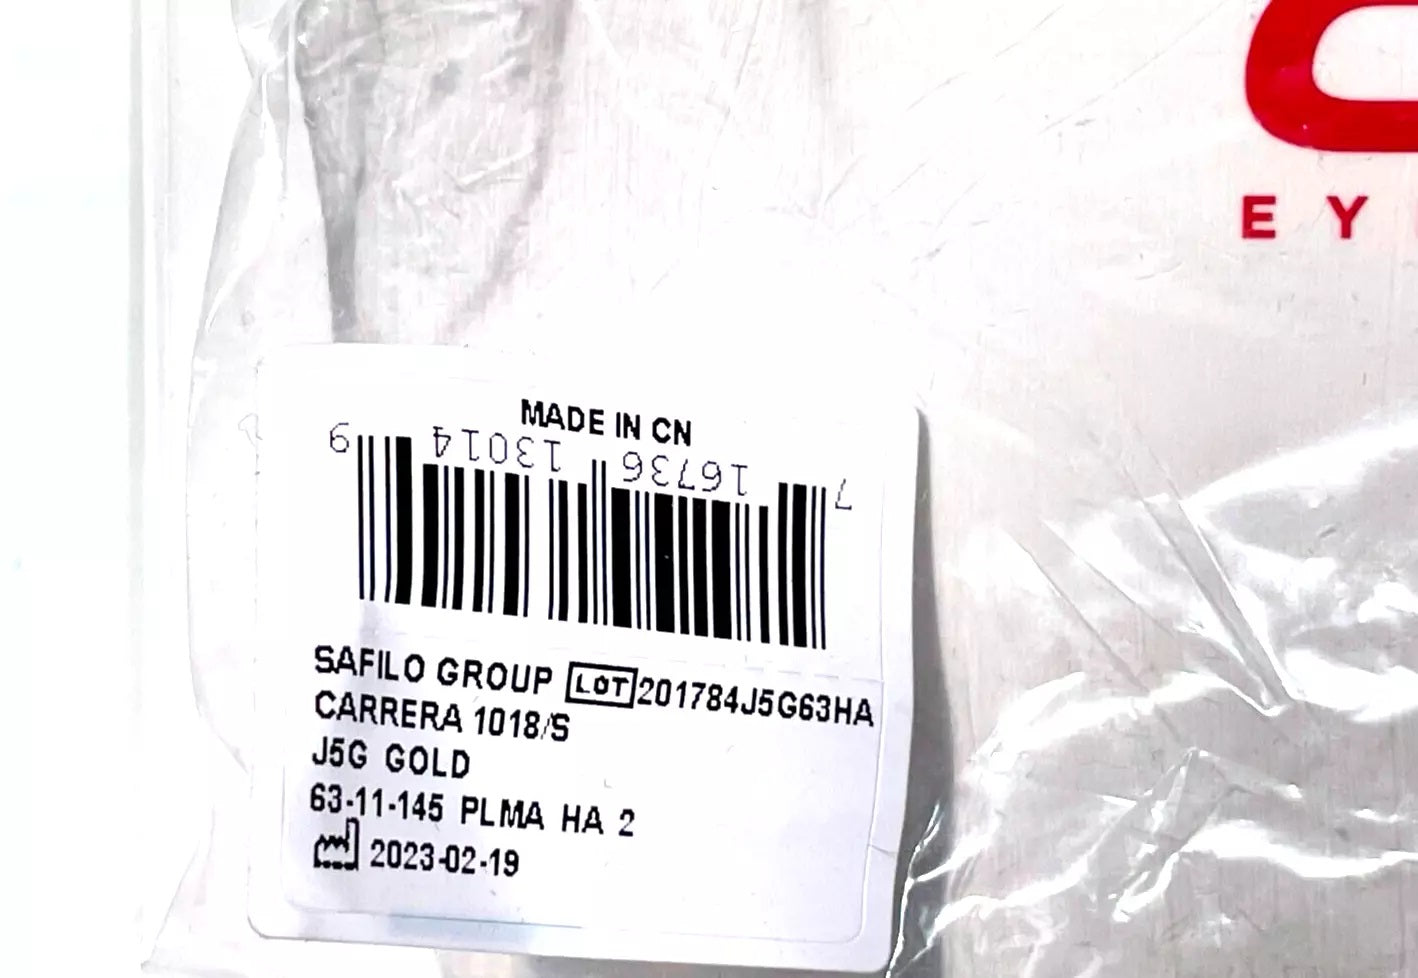 EY
MADE IN CN
7 16736 13014 9
SAFILO GROUP LOT 201784J5G63HA
CARRERA 1018/S
J5G GOLD
63-11-145 PLMA HA 2
2023-02-19